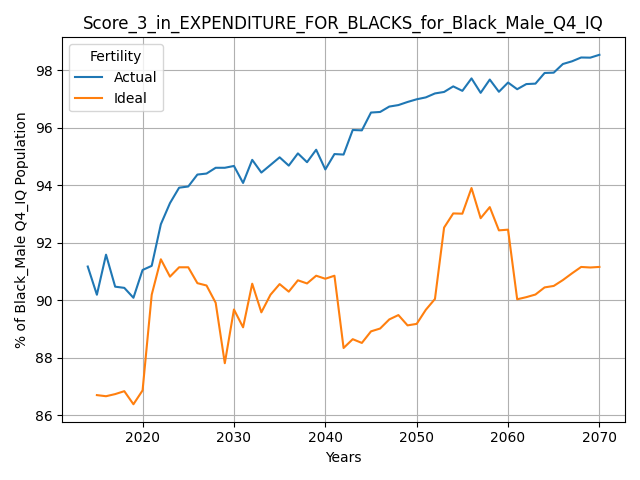 Score_3_in_EXPENDITURE_FOR_BLACKS_for_Black_Male_Q4_IQ
Fertility
Actual
Ideal
98
96
94
92
90
88
86
% of Black_Male Q4_IQ Population
2020
2030
2040
2050
2060
2070
Years